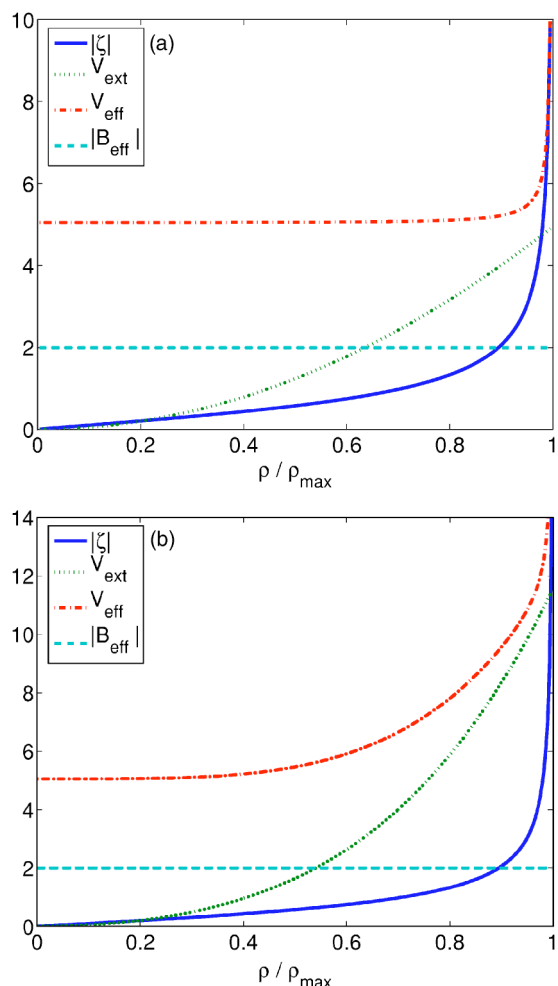 10
(a)
|ζ|
V_ext
V_eff
|B_eff|
8
6
4
2
0
0 0.2 0.4 0.6 0.8 1
ρ / ρ_max
14
(b)
|ζ|
V_ext
V_eff
|B_eff|
12
10
8
6
4
2
0
0 0.2 0.4 0.6 0.8 1
ρ / ρ_max